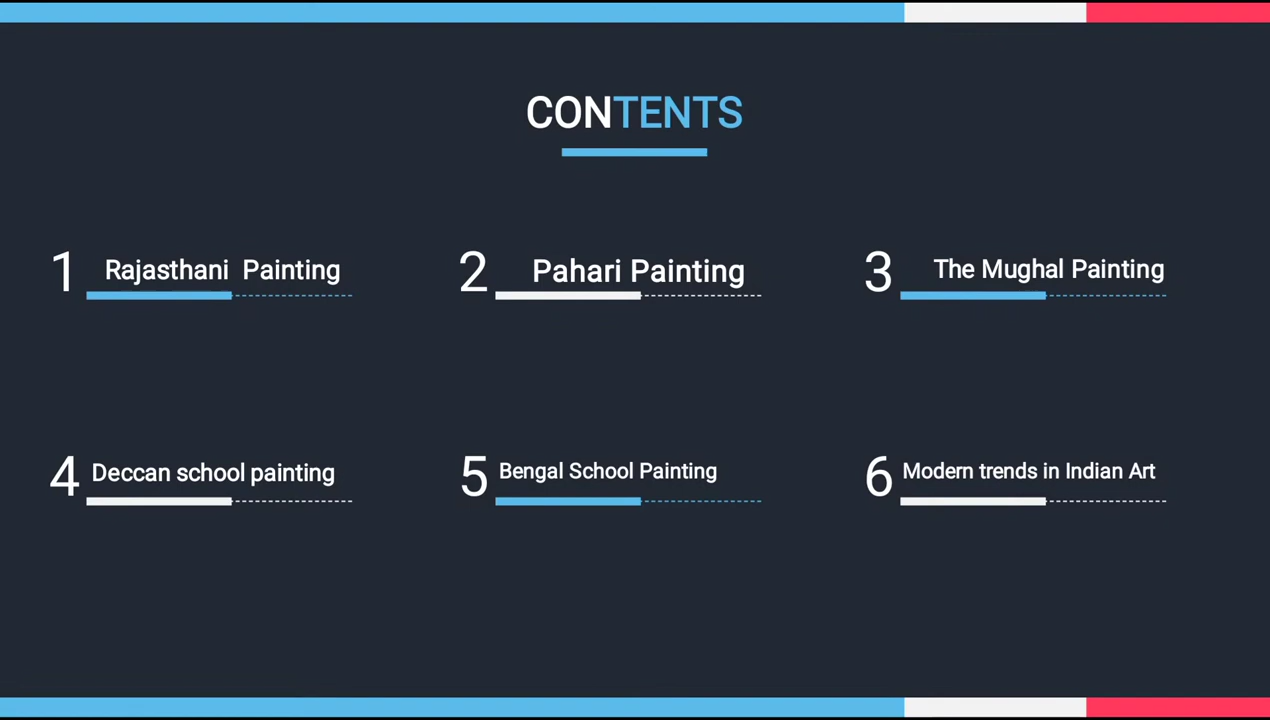 CONTENTS
1 Rajasthani Painting
2 Pahari Painting
3 The Mughal Painting
4 Deccan school painting
5 Bengal School Painting
6 Modern trends in Indian Art